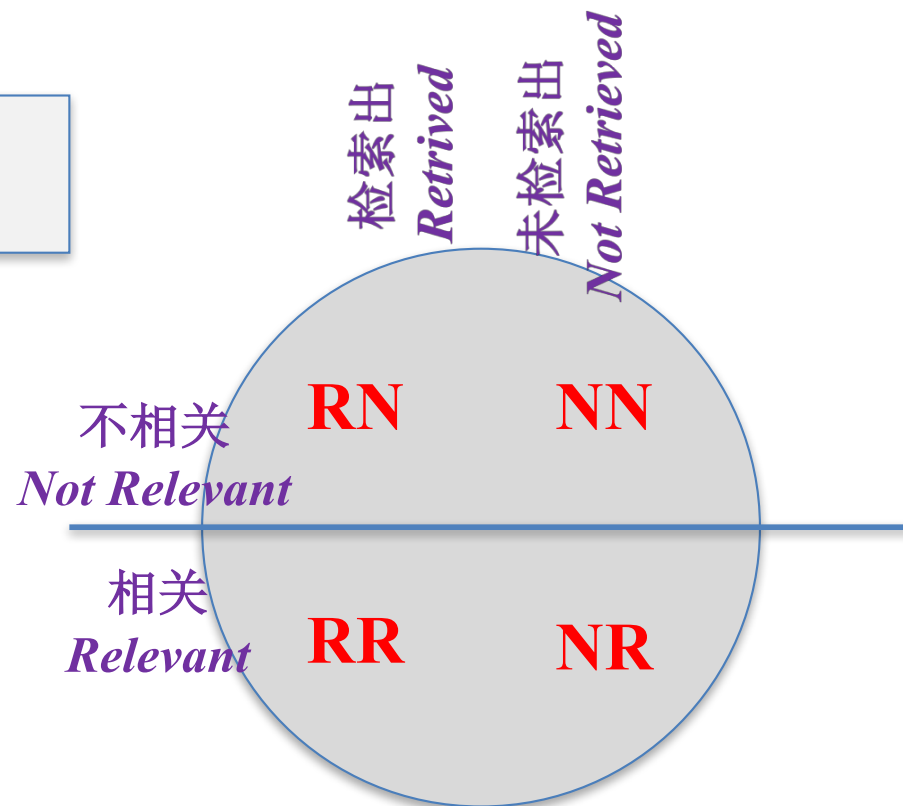 检索出
Retrived
未检索出
Not Retrieved
RN
NN
不相关
Not Relevant
相关
Relevant
RR
NR